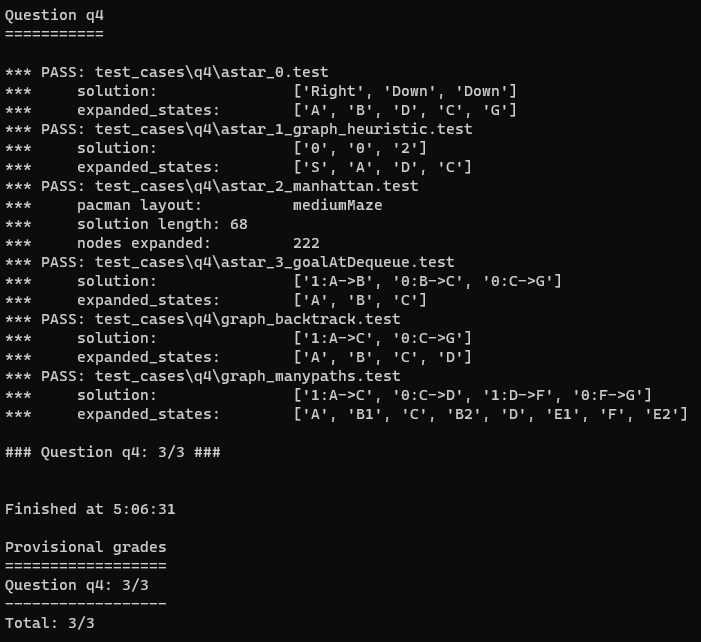 Question q4
===========
*** PASS: test_cases\q4\astar_0.test
***     solution:               ['Right', 'Down', 'Down']
***     expanded_states:        ['A', 'B', 'D', 'C', 'G']
*** PASS: test_cases\q4\astar_1_graph_heuristic.test
***     solution:               ['0', '0', '2']
***     expanded_states:        ['S', 'A', 'D', 'C']
*** PASS: test_cases\q4\astar_2_manhattan.test
***     pacman layout:          mediumMaze
***     solution length: 68
***     nodes expanded:         222
*** PASS: test_cases\q4\astar_3_goalAtDequeue.test
***     solution:               ['1:A->B', '0:B->C', '0:C->G']
***     expanded_states:        ['A', 'B', 'C']
*** PASS: test_cases\q4\graph_backtrack.test
***     solution:               ['1:A->C', '0:C->G']
***     expanded_states:        ['A', 'B', 'C', 'D']
*** PASS: test_cases\q4\graph_manypaths.test
***     solution:               ['1:A->C', '0:C->D', '1:D->F', '0:F->G']
***     expanded_states:        ['A', 'B1', 'C', 'B2', 'D', 'E1', 'F', 'E2']
### Question q4: 3/3 ###
Finished at 5:06:31
Provisional grades
==================
Question q4: 3/3
------------------
Total: 3/3